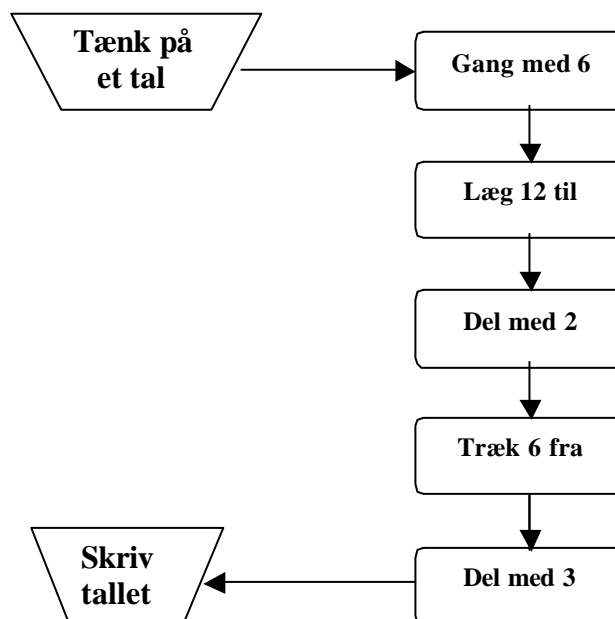 Tænk på
et tal
Gang med 6
Læg 12 til
Del med 2
Træk 6 fra
Del med 3
Skriv
tallet